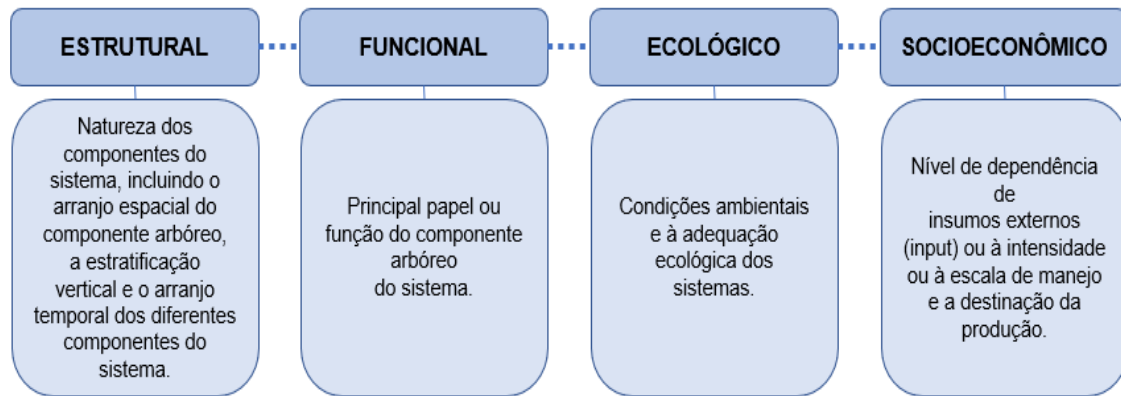 ESTRUTURAL
FUNCIONAL
ECOLÓGICO
SOCIOECONÔMICO
Natureza dos
componentes do
sistema, incluindo o
arranjo espacial do
componente arbóreo,
a estratificação
vertical e o arranjo
temporal dos diferentes
componentes do
sistema.
Principal papel ou
função do componente
arbóreo
do sistema.
Condições ambientais
e à adequação
ecológica dos
sistemas.
Nível de dependência
de
insumos externos
(input) ou à intensidade
ou à escala de manejo
e a destinação da
produção.